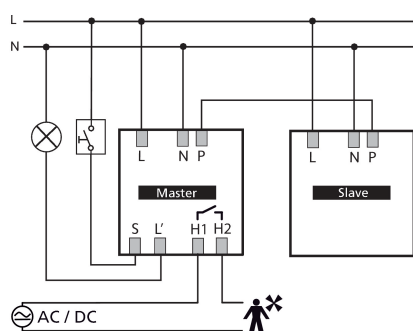 L
N
L N P
L N P
Master
Slave
S L' H1 H2
AC / DC